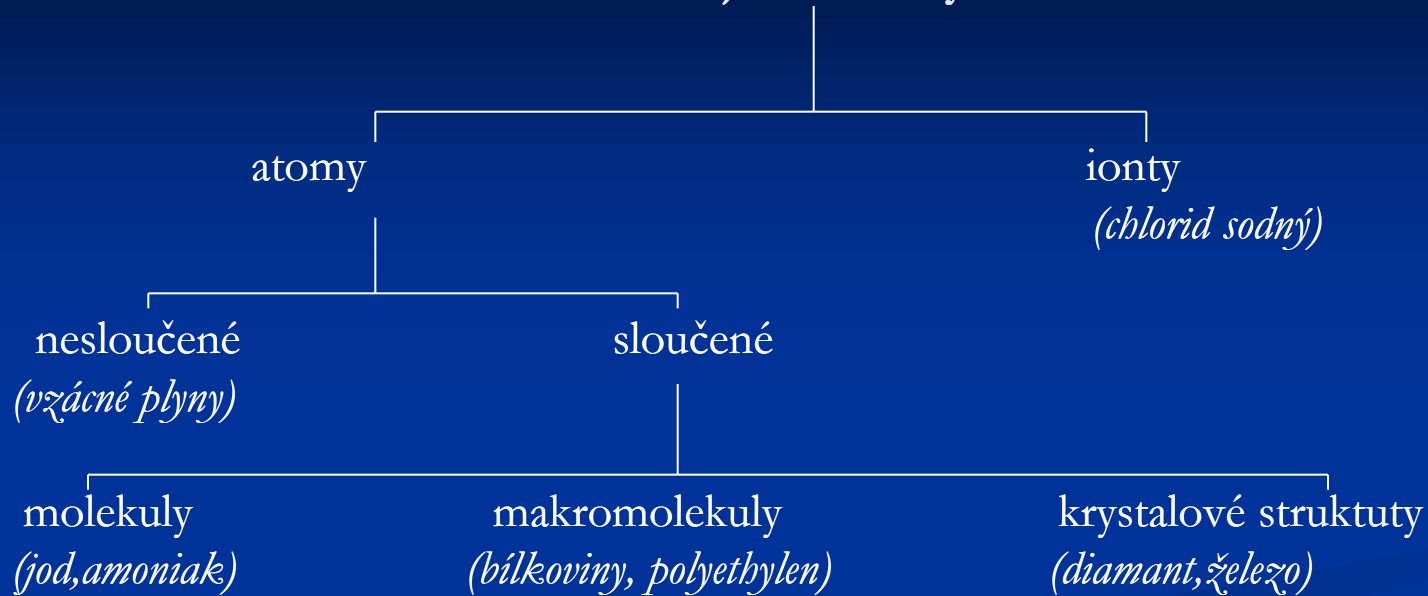 atomy ionty
(chlorid sodný)
nesloučené sloučené
(vzácné plyny)
molekuly makromolekuly krystalové struktuty
(jod,amoniak) (bílkoviny, polyethylen) (diamant,železo)